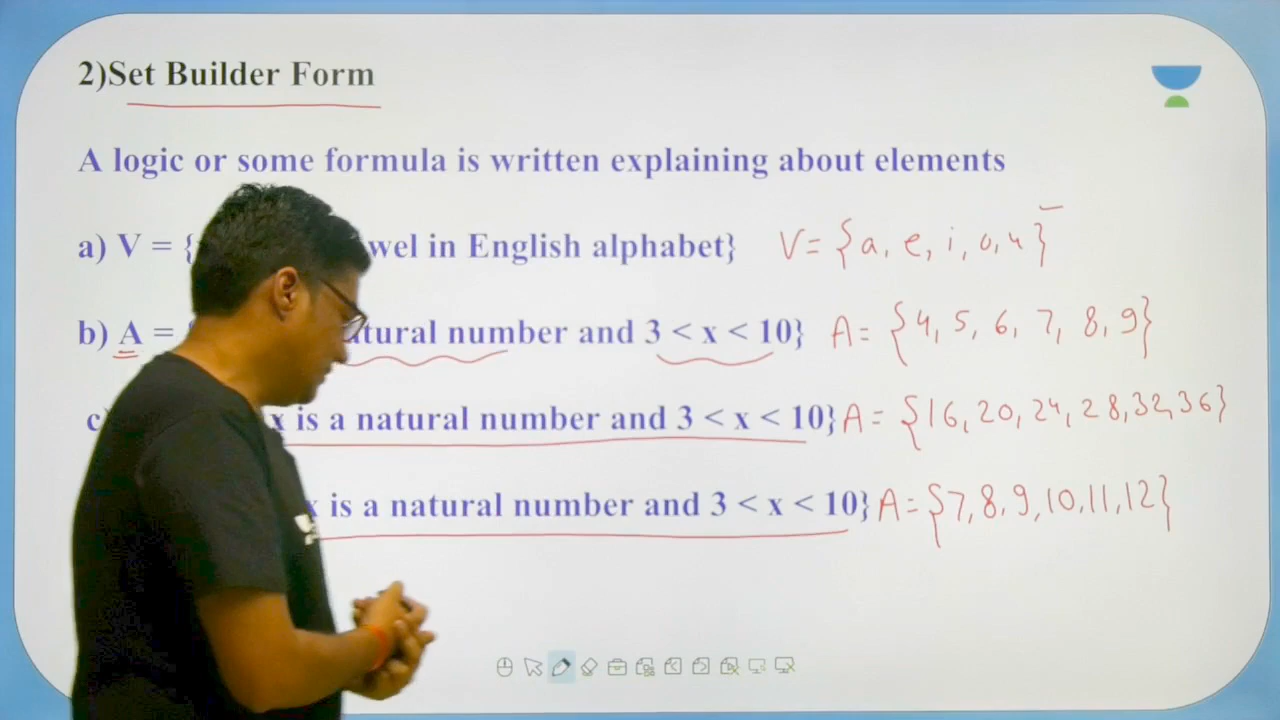 2)Set Builder Form
A logic or some formula is written explaining about elements
a) V = { in English alphabet} V = {a, e, i, o, u}
b) A = number and 3 < x < 10} A = {4, 5, 6, 7, 8, 9}
c x is a natural number and 3 < x < 10} A = {16, 20, 24, 28, 32, 36}
x is a natural number and 3 < x < 10} A = {7, 8, 9, 10, 11, 12}